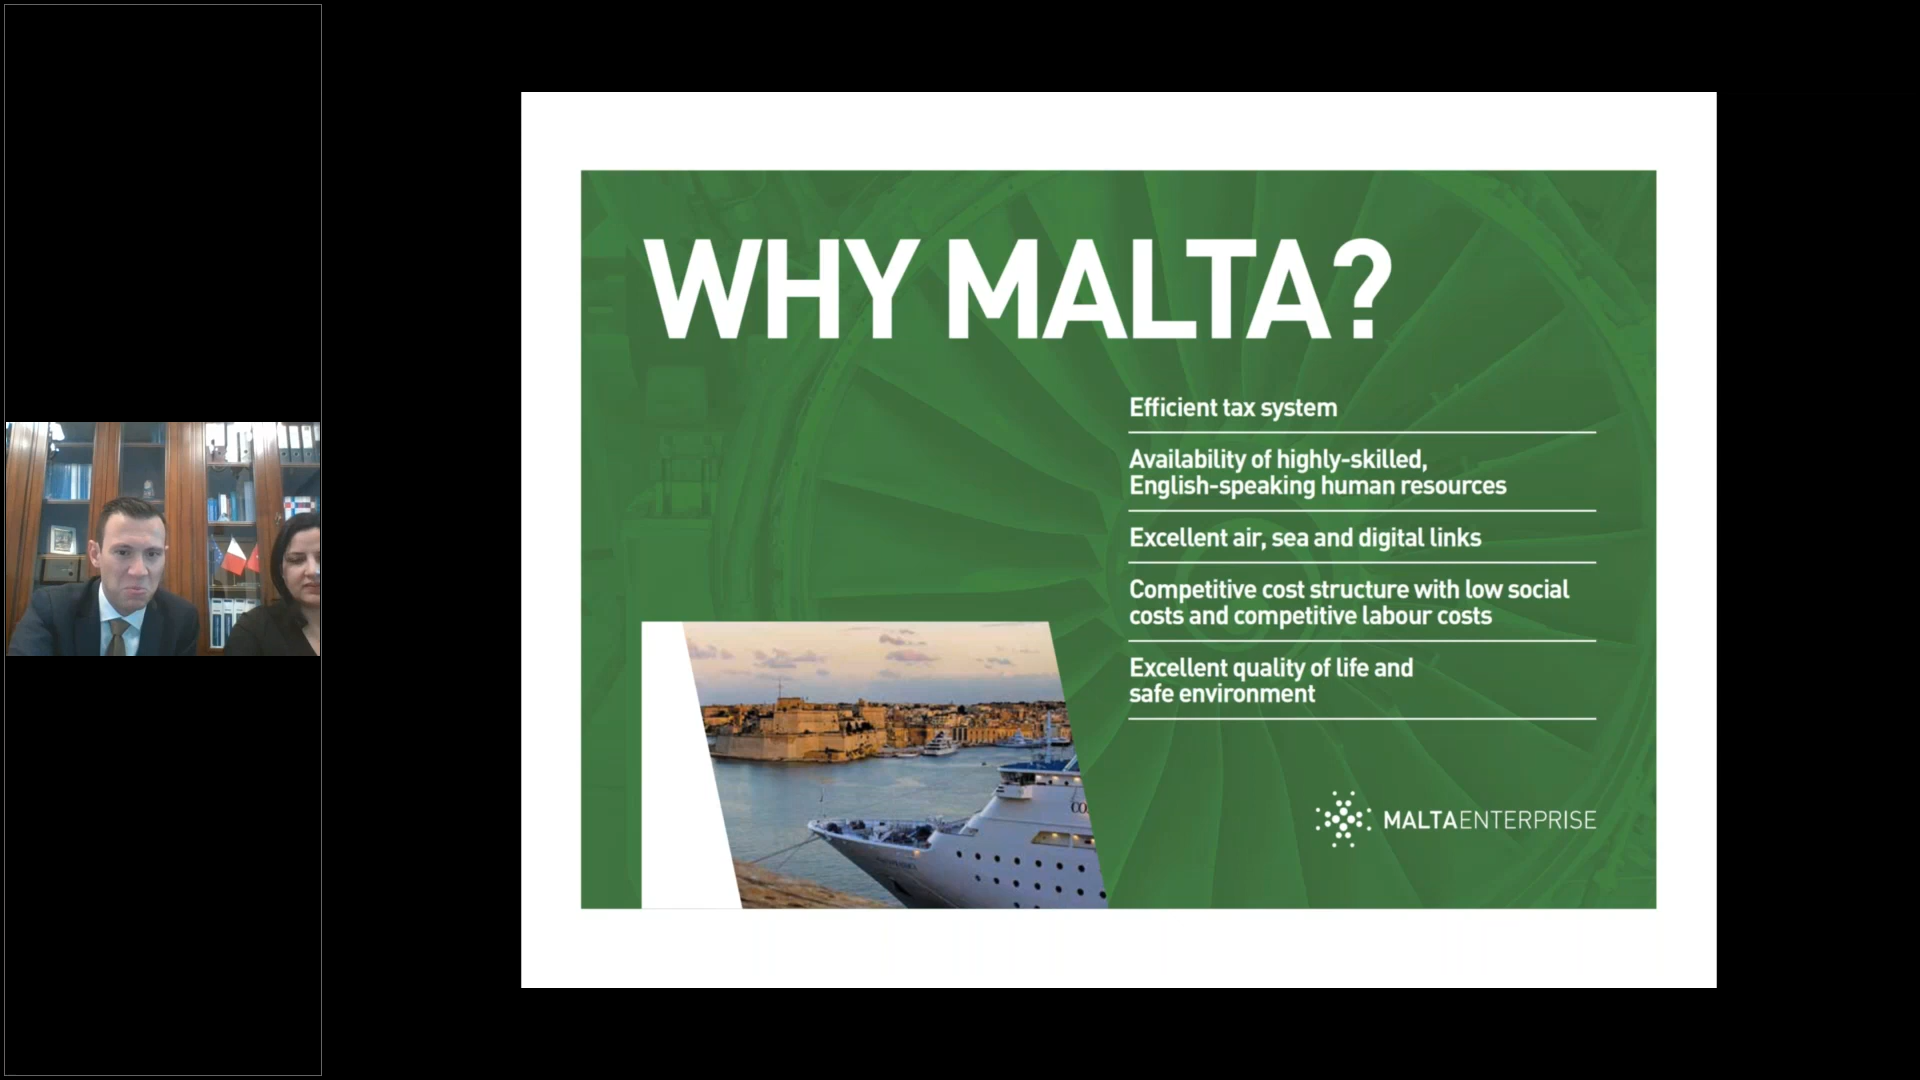 WHY MALTA?
Efficient tax system
Availability of highly-skilled,
English-speaking human resources
Excellent air, sea and digital links
Competitive cost structure with low social
costs and competitive labour costs
Excellent quality of life and
safe environment
MALTAENTERPRISE